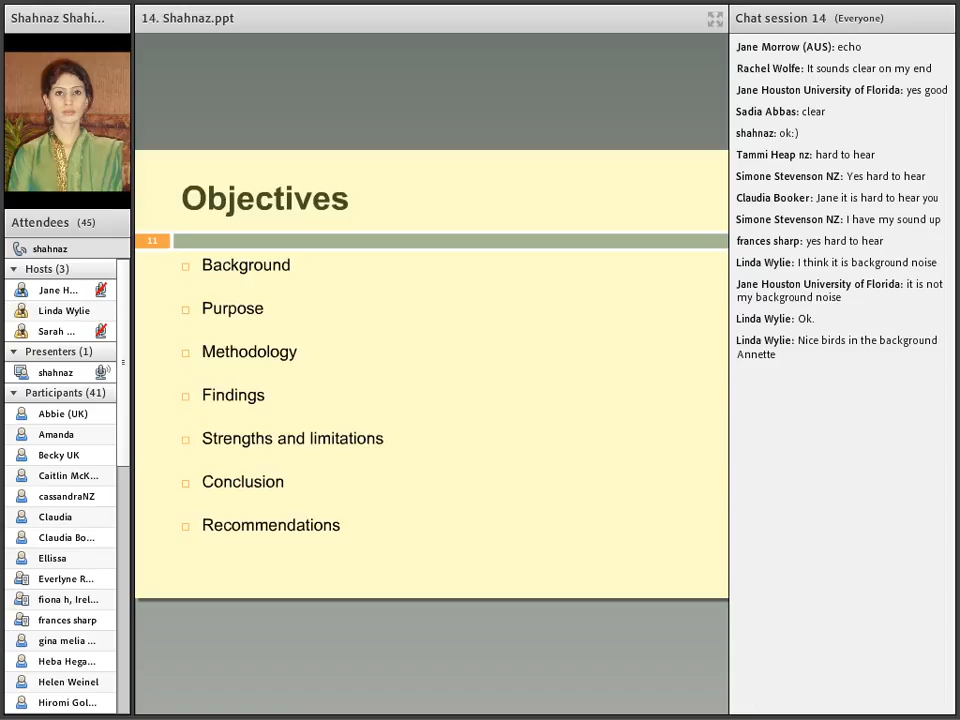 Shahnaz Shahi...
Attendees (45)
shahnaz
Hosts (3)
Jane H...
Linda Wylie
Sarah ...
Presenters (1)
shahnaz
Participants (41)
Abbie (UK)
Amanda
Becky UK
Caitlin McK...
cassandraNZ
Claudia
Claudia Bo...
Ellissa
Everlyne R...
fiona h, Irel...
frances sharp
gina melia ...
Heba Hega...
Helen Weinel
Hiromi Gol...
14. Shahnaz.ppt
Objectives
11
Background
Purpose
Methodology
Findings
Strengths and limitations
Conclusion
Recommendations
Chat session 14 (Everyone)
Jane Morrow (AUS): echo
Rachel Wolfe: It sounds clear on my end
Jane Houston University of Florida: yes good
Sadia Abbas: clear
shahnaz: ok:)
Tammi Heap nz: hard to hear
Simone Stevenson NZ: Yes hard to hear
Claudia Booker: Jane it is hard to hear you
Simone Stevenson NZ: I have my sound up
frances sharp: yes hard to hear
Linda Wylie: I think it is background noise
Jane Houston University of Florida: it is not
my background noise
Linda Wylie: Ok.
Linda Wylie: Nice birds in the background
Annette